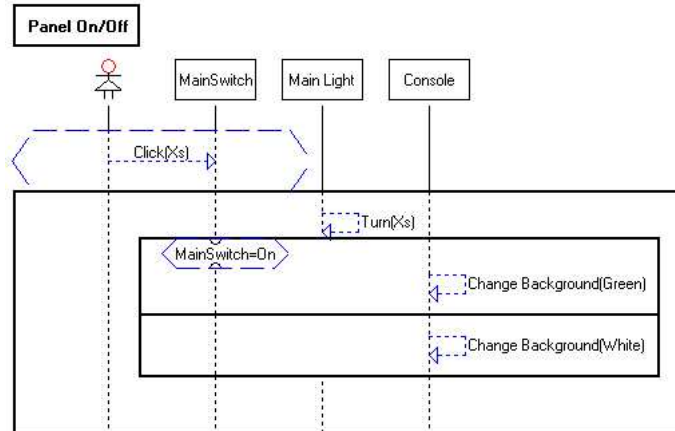 Panel On/Off
MainSwitch
Main Light
Console
Click(Xs)
Turn(Xs)
MainSwitch=On
Change Background(Green)
Change Background(White)